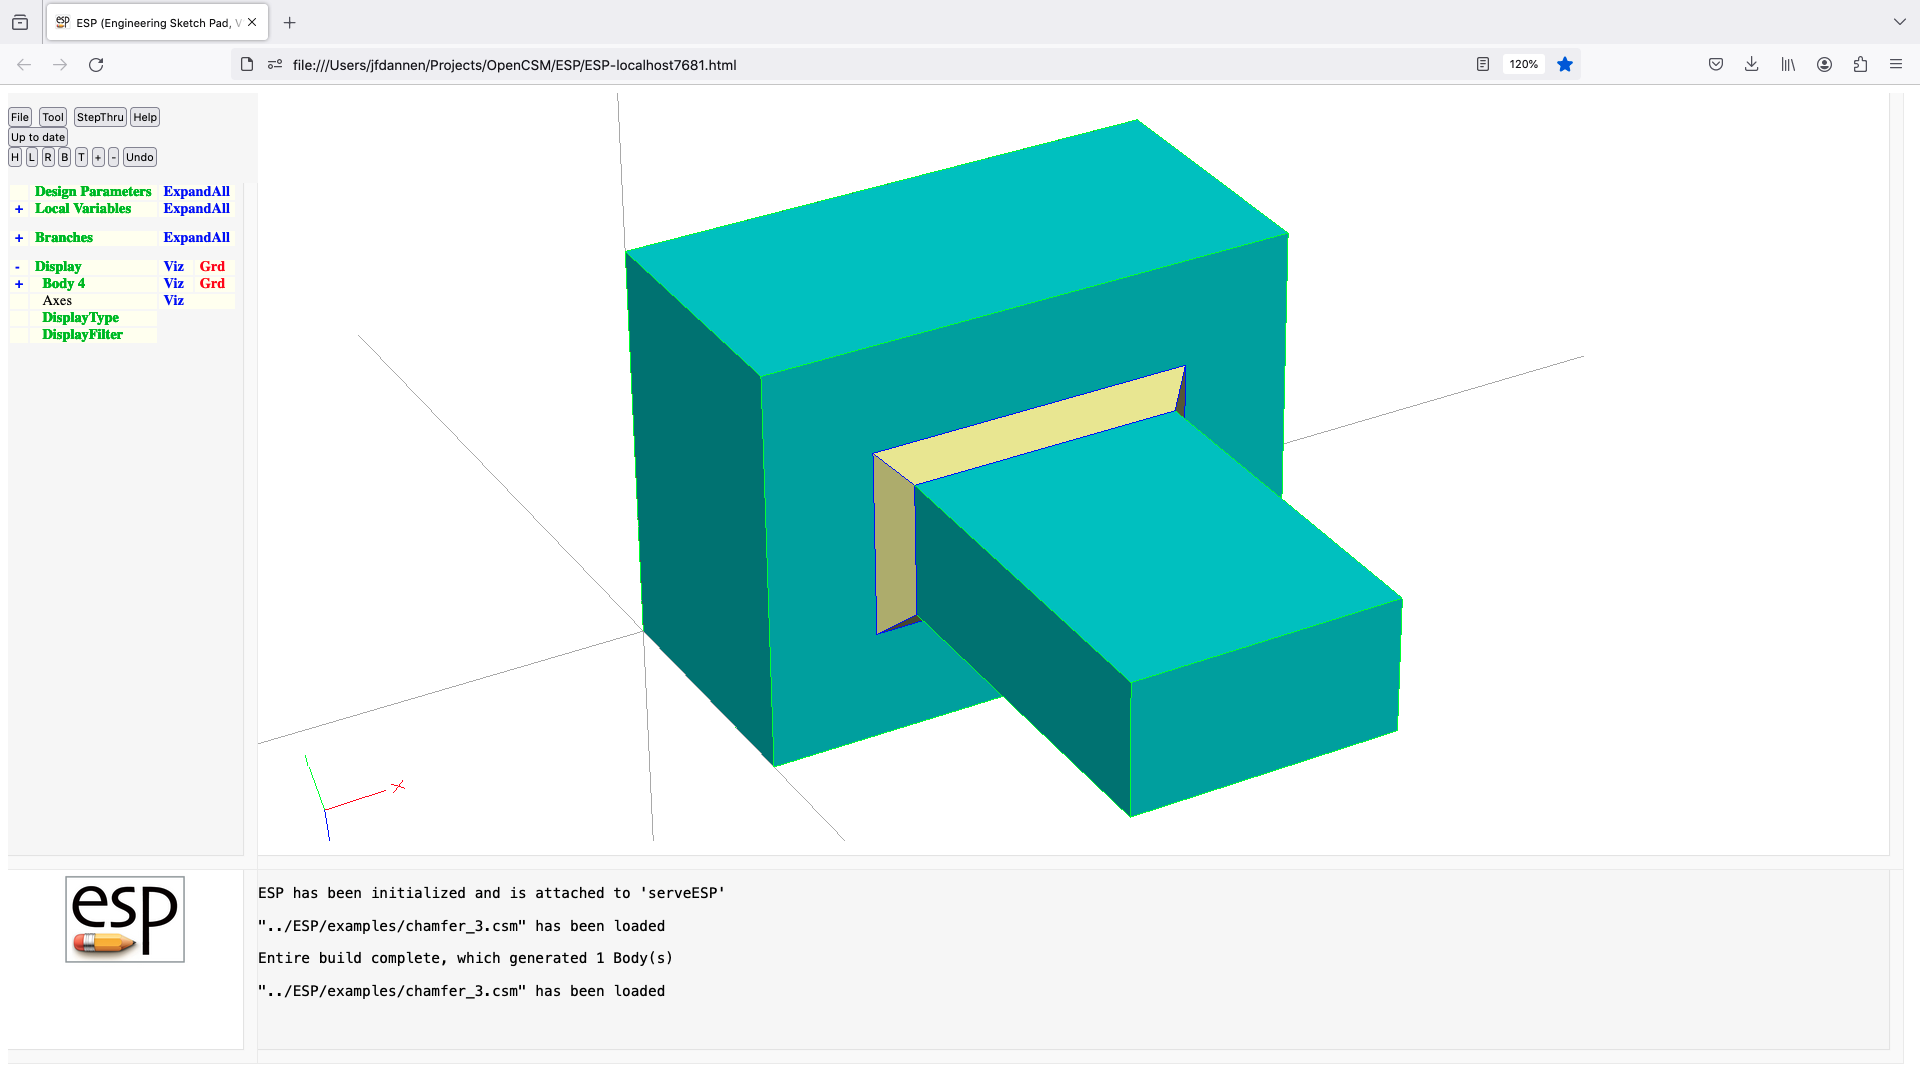 ESP (Engineering Sketch Pad, V
file:///Users/jfdannen/Projects/OpenCSM/ESP/ESP-localhost7681.html
120%
File Tool StepThru Help
Up to date
H L R B T + - Undo
Design Parameters ExpandAll
+ Local Variables ExpandAll
+ Branches ExpandAll
- Display Viz Grd
+ Body 4 Viz Grd
Axes Viz
DisplayType
DisplayFilter
X
esp
ESP has been initialized and is attached to 'serveESP'
"../ESP/examples/chamfer_3.csm" has been loaded
Entire build complete, which generated 1 Body(s)
"../ESP/examples/chamfer_3.csm" has been loaded